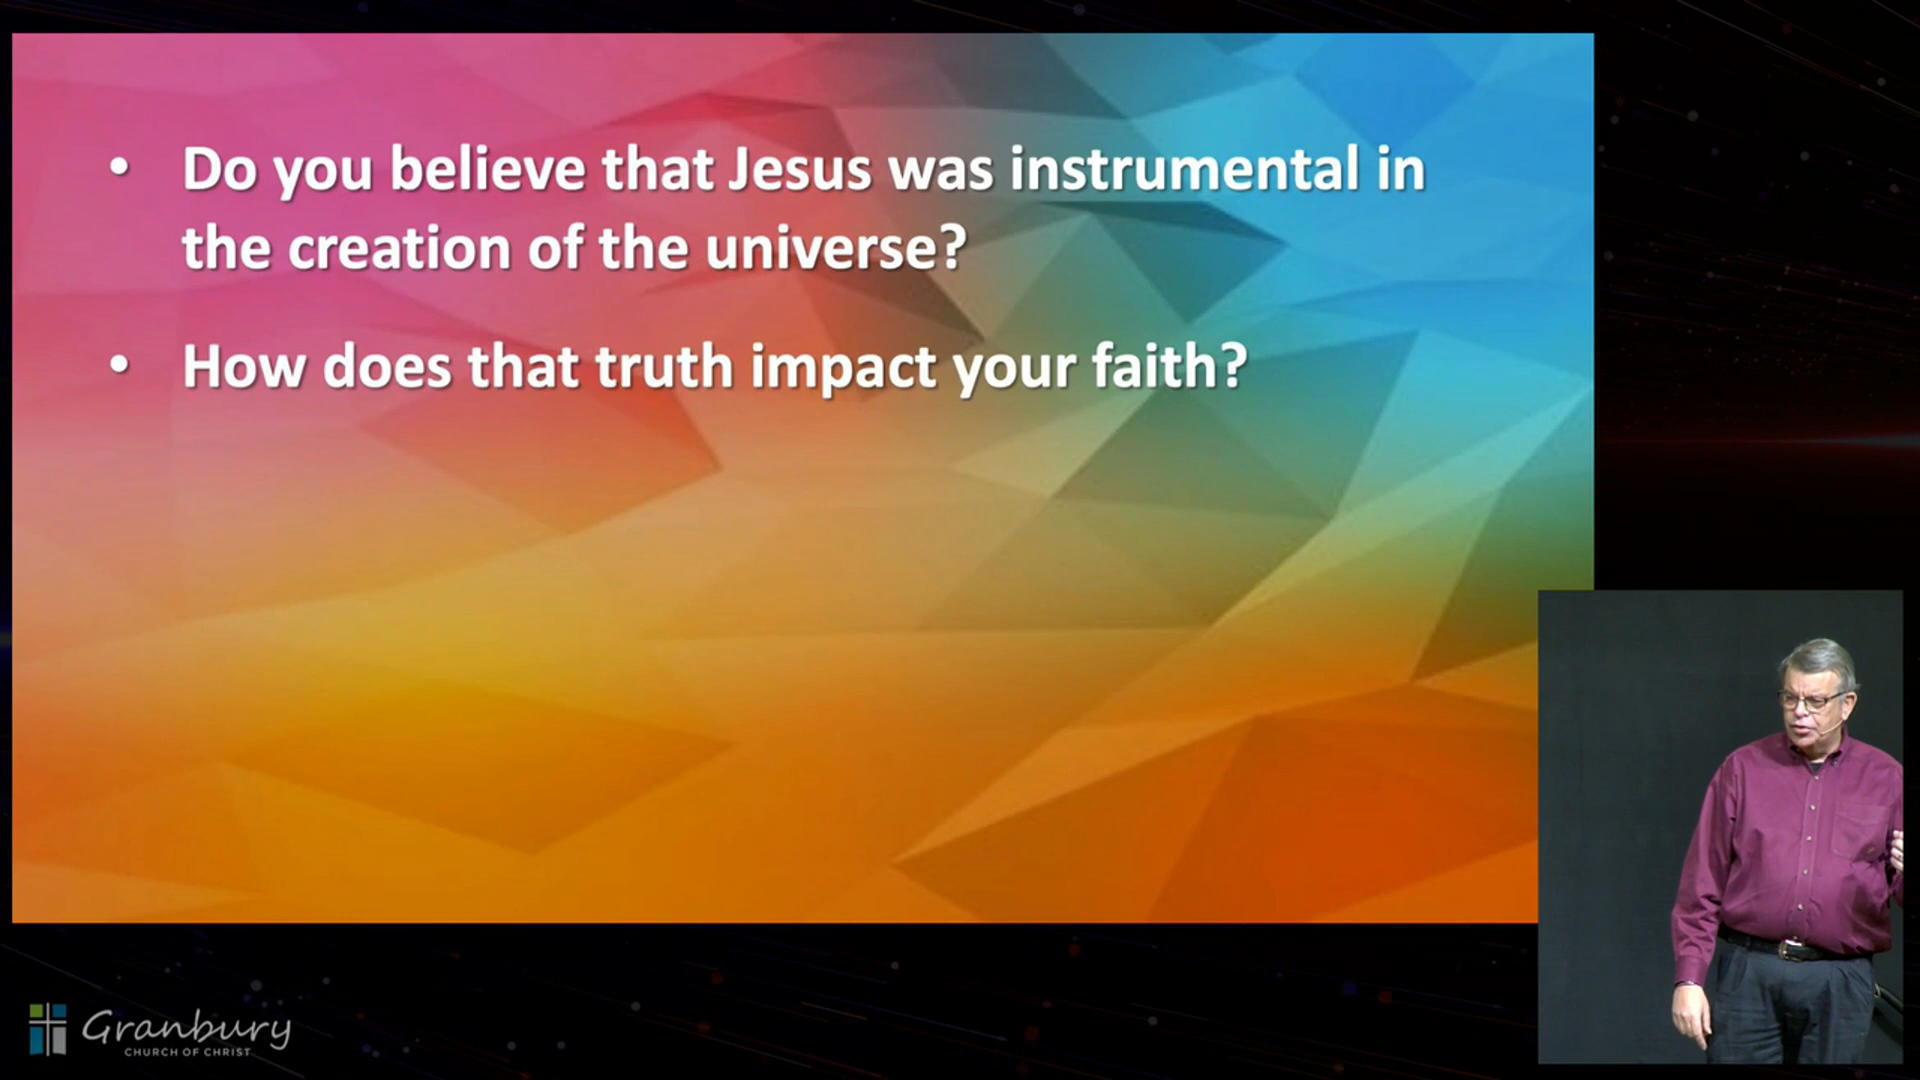 • Do you believe that Jesus was instrumental in
the creation of the universe?
• How does that truth impact your faith?
Granbury
CHURCH OF CHRIST